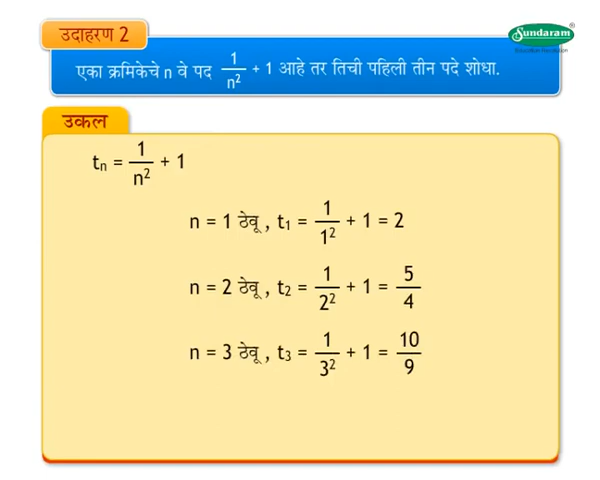 उदाहरण 2
Sundaram®
Education Foundation
एका क्रमिकेचे n वे पद 1/n² + 1 आहे तर तिची पहिली तीन पदे शोधा.
उकल
tₙ = 1/n² + 1
n = 1 ठेवू , t₁ = 1/1² + 1 = 2
n = 2 ठेवू , t₂ = 1/2² + 1 = 5/4
n = 3 ठेवू , t₃ = 1/3² + 1 = 10/9